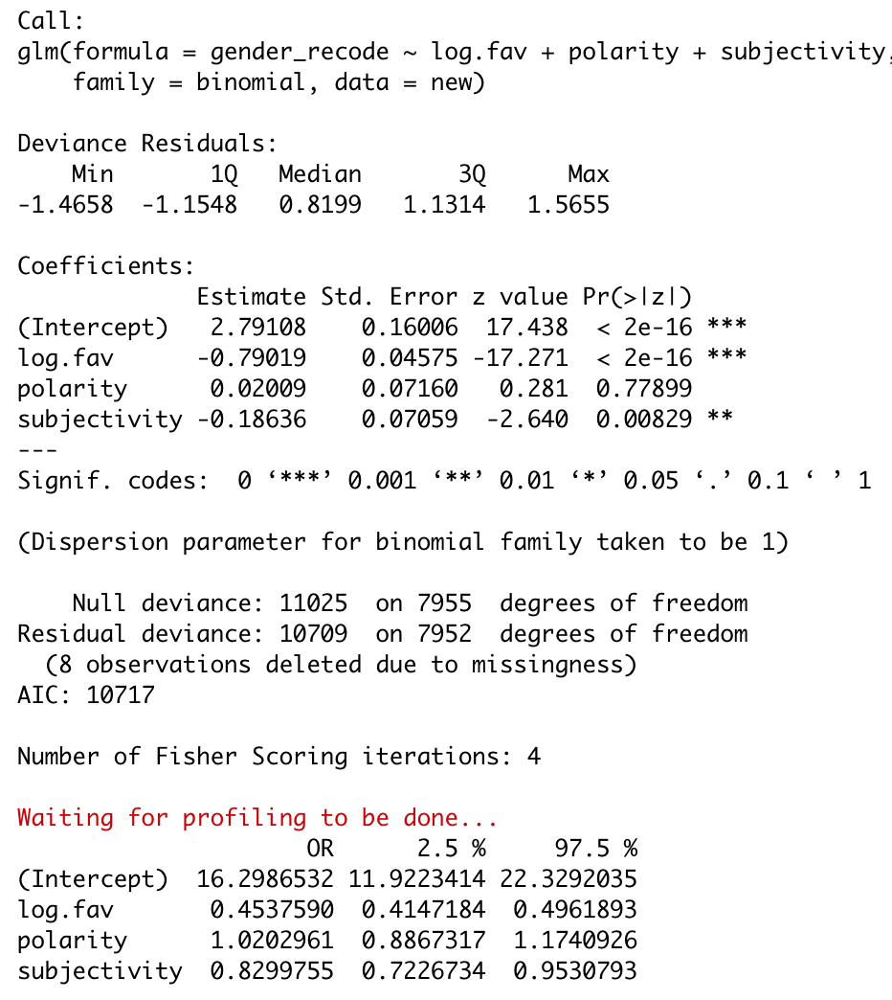 Call:
glm(formula = gender_recode ~ log.fav + polarity + subjectivity,
    family = binomial, data = new)
Deviance Residuals:
    Min       1Q   Median       3Q      Max
-1.4658  -1.1548   0.8199   1.1314   1.5655
Coefficients:
             Estimate Std. Error z value Pr(>|z|)
(Intercept)   2.79108    0.16006  17.438  < 2e-16 ***
log.fav      -0.79019    0.04575 -17.271  < 2e-16 ***
polarity      0.02009    0.07160   0.281  0.77899
subjectivity -0.18636    0.07059  -2.640  0.00829 **
---
Signif. codes:  0 ‘***’ 0.001 ‘**’ 0.01 ‘*’ 0.05 ‘.’ 0.1 ‘ ’ 1
(Dispersion parameter for binomial family taken to be 1)
    Null deviance: 11025  on 7955  degrees of freedom
Residual deviance: 10709  on 7952  degrees of freedom
  (8 observations deleted due to missingness)
AIC: 10717
Number of Fisher Scoring iterations: 4
Waiting for profiling to be done...
                     OR      2.5 %     97.5 %
(Intercept)  16.2986532 11.9223414 22.3292035
log.fav       0.4537590  0.4147184  0.4961893
polarity      1.0202961  0.8867317  1.1740926
subjectivity  0.8299755  0.7226734  0.9530793